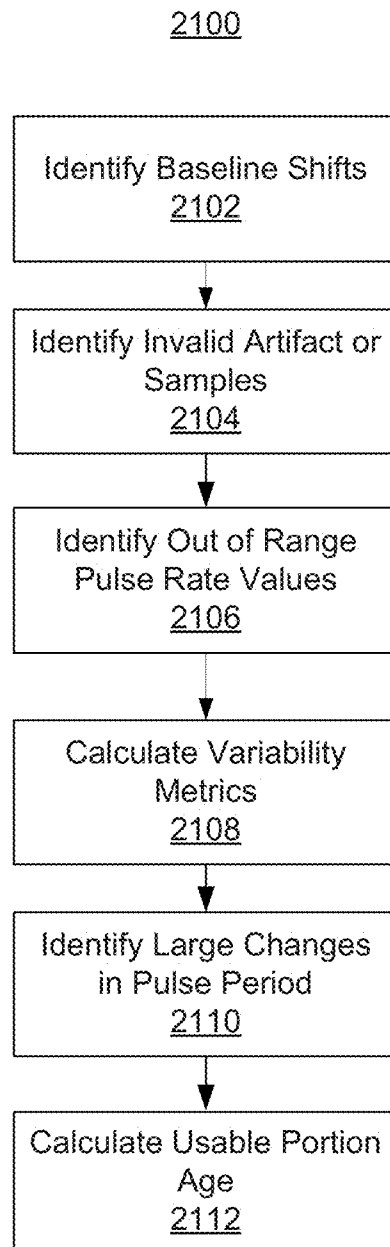 2100
Identify Baseline Shifts
2102
Identify Invalid Artifact or
Samples
2104
Identify Out of Range
Pulse Rate Values
2106
Calculate Variability
Metrics
2108
Identify Large Changes
in Pulse Period
2110
Calculate Usable Portion
Age
2112